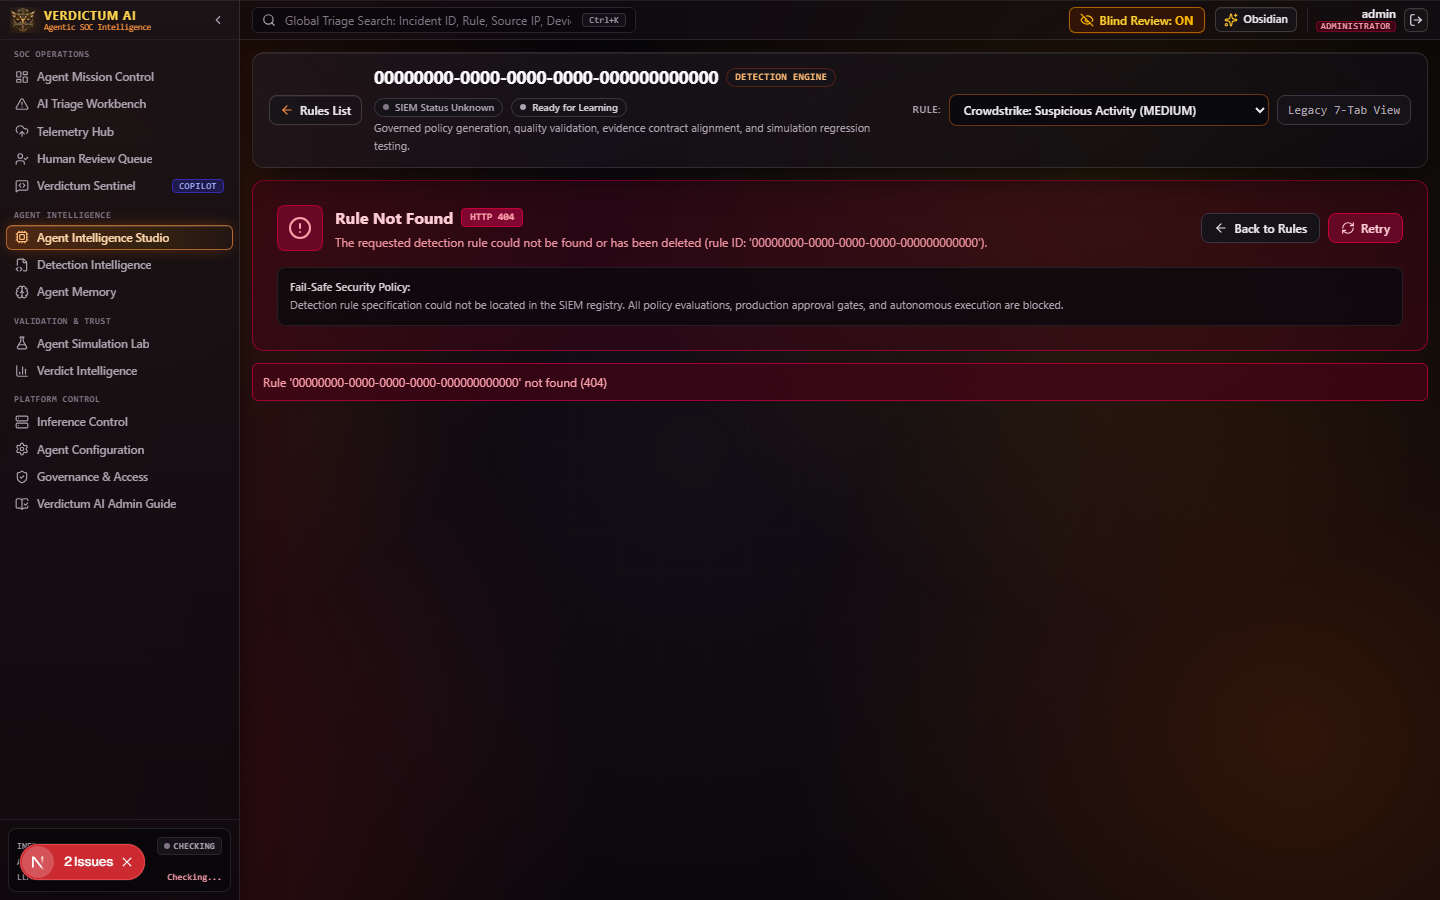 VERDICTUM AI
Agentic SOC Intelligence
Global Triage Search: Incident ID, Rule, Source IP, Devi
Ctrl+K
Blind Review: ON
Obsidian
admin
ADMINISTRATOR
SOC OPERATIONS
Agent Mission Control
AI Triage Workbench
Telemetry Hub
Human Review Queue
Verdictum Sentinel
COPILOT
AGENT INTELLIGENCE
Agent Intelligence Studio
Detection Intelligence
Agent Memory
VALIDATION & TRUST
Agent Simulation Lab
Verdict Intelligence
PLATFORM CONTROL
Inference Control
Agent Configuration
Governance & Access
Verdictum AI Admin Guide
CHECKING
2 Issues
Checking...
Rules List
00000000-0000-0000-0000-000000000000
DETECTION ENGINE
SIEM Status Unknown
Ready for Learning
Governed policy generation, quality validation, evidence contract alignment, and simulation regression
testing.
RULE:
Crowdstrike: Suspicious Activity (MEDIUM)
Legacy 7-Tab View
Rule Not Found
HTTP 404
The requested detection rule could not be found or has been deleted (rule ID: '00000000-0000-0000-0000-000000000000').
Back to Rules
Retry
Fail-Safe Security Policy:
Detection rule specification could not be located in the SIEM registry. All policy evaluations, production approval gates, and autonomous execution are blocked.
Rule '00000000-0000-0000-0000-000000000000' not found (404)